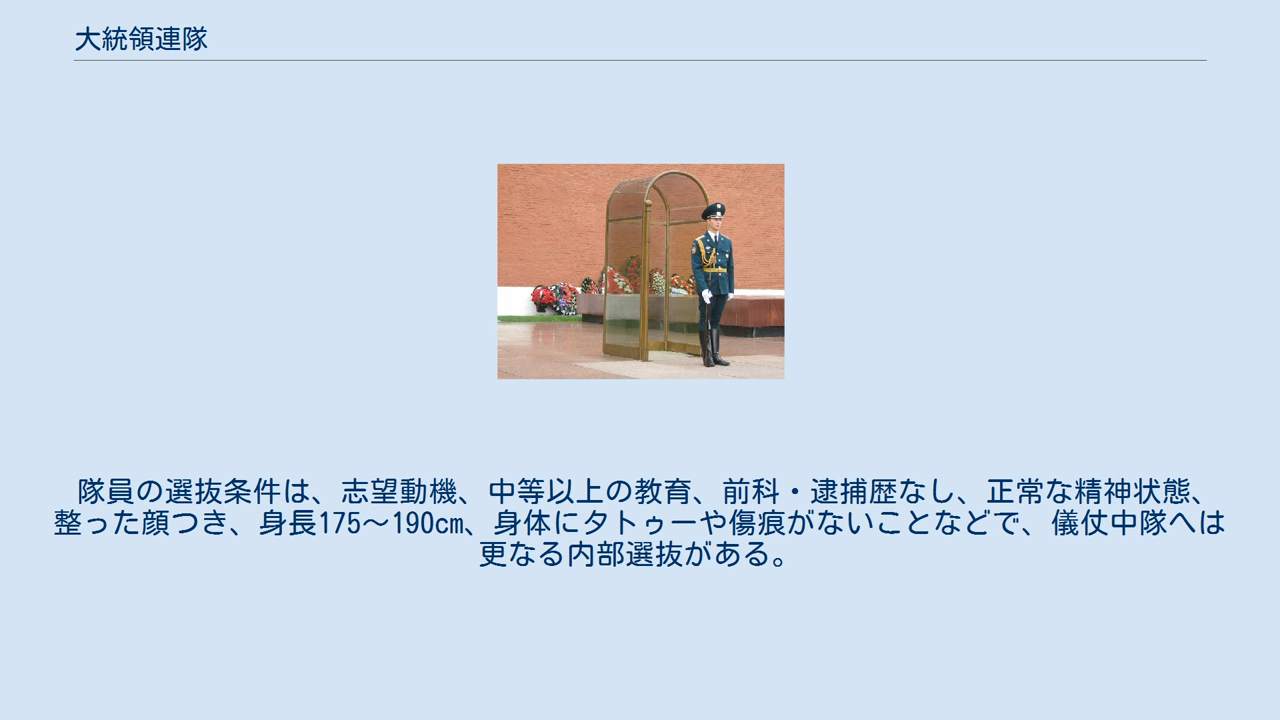 大統領連隊
隊員の選抜条件は、志望動機、中等以上の教育、前科・逮捕歴なし、正常な精神状態、
整った顔つき、身長175～190cm、身体にタトゥーや傷痕がないことなどで、儀仗中隊へは
更なる内部選抜がある。